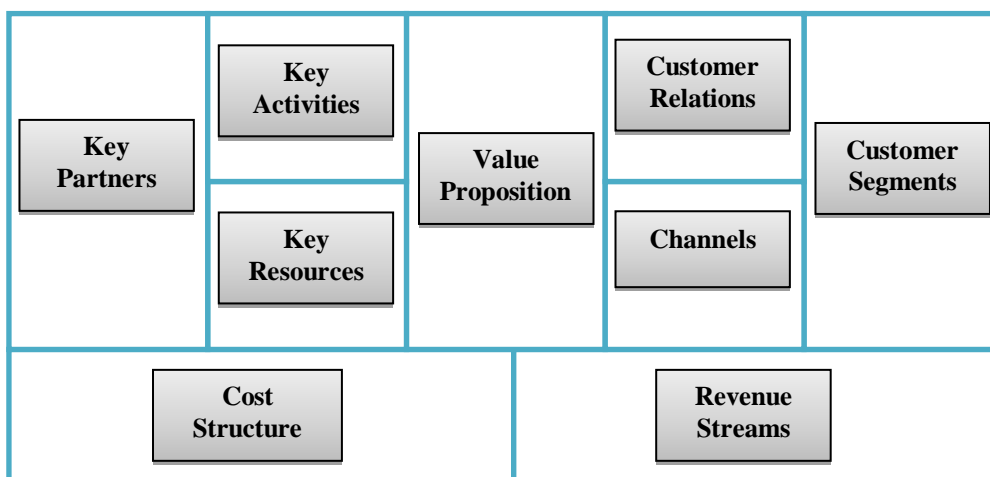 Key
Partners
Key
Activities
Key
Resources
Value
Proposition
Customer
Relations
Channels
Customer
Segments
Cost
Structure
Revenue
Streams